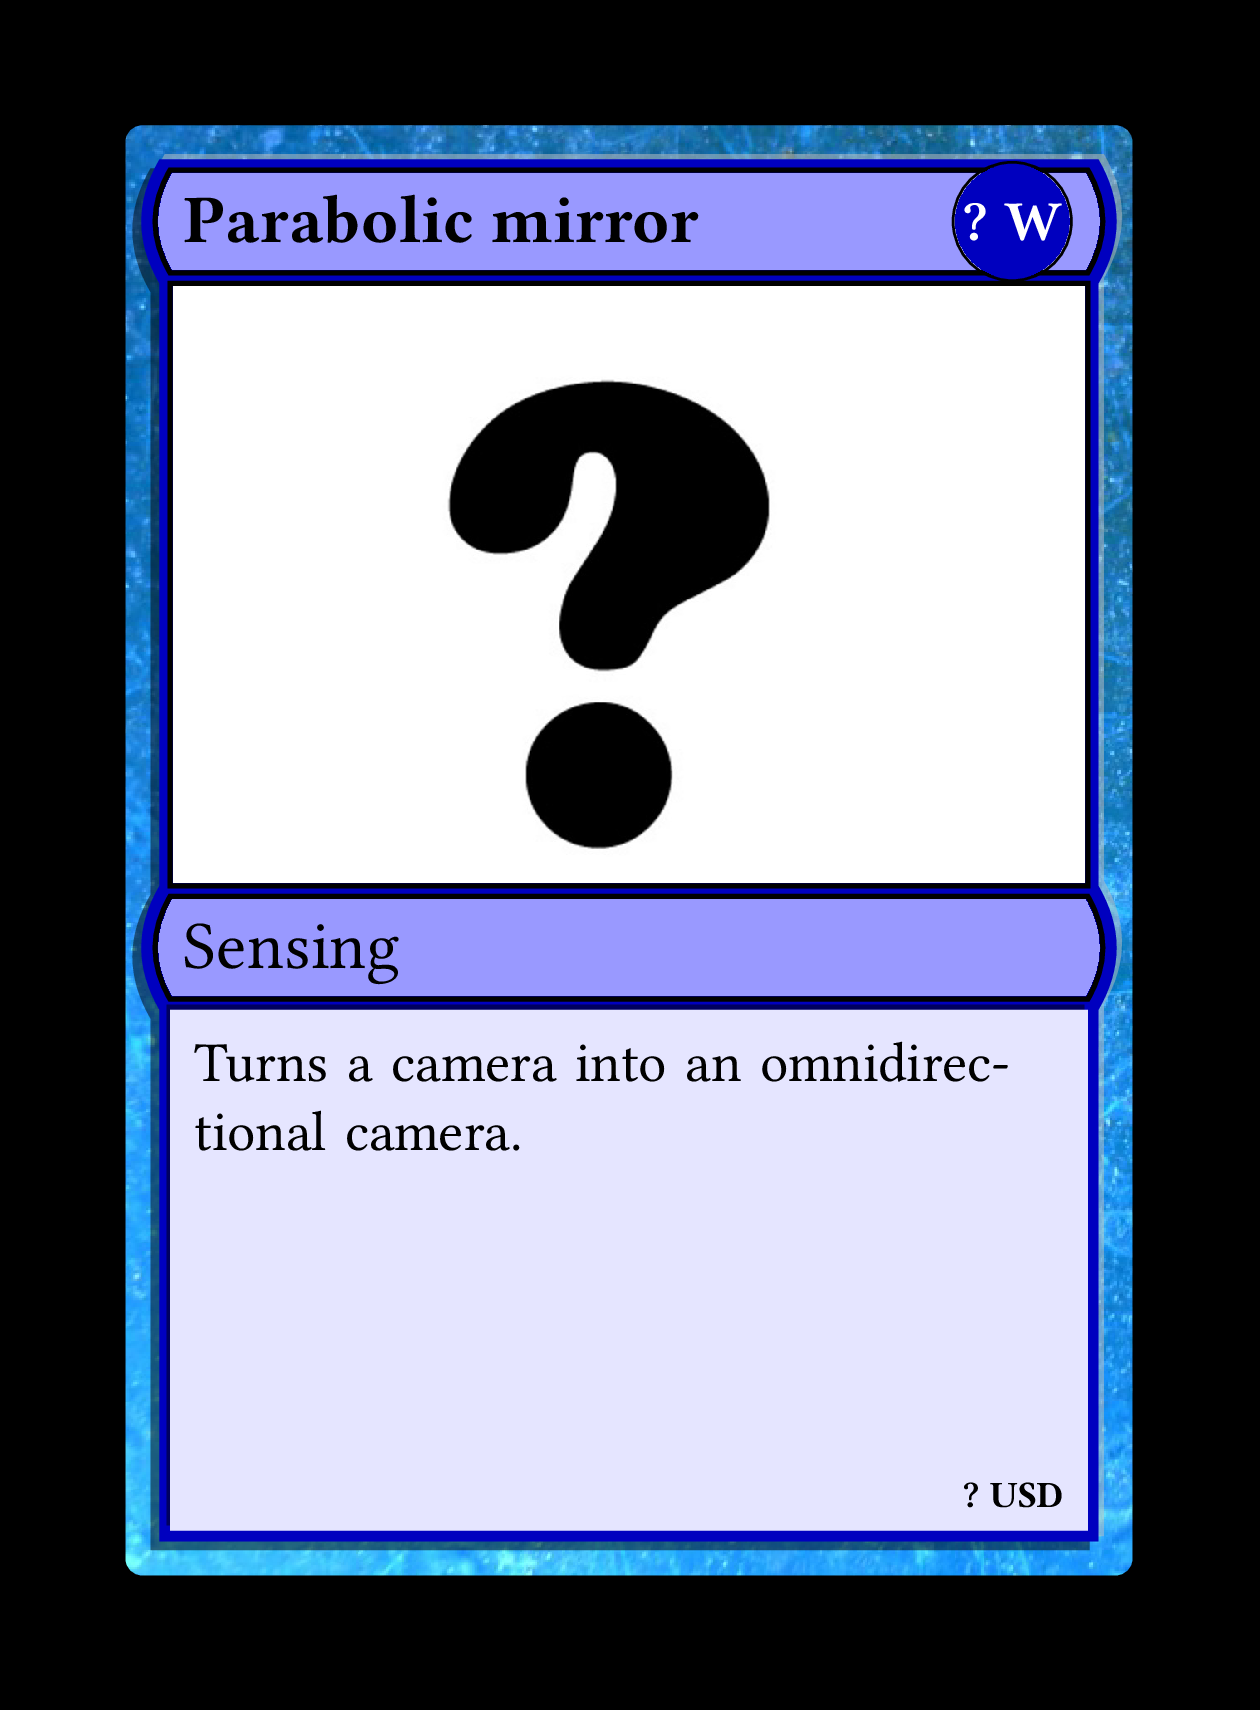 Parabolic mirror
? W
?
Sensing
Turns a camera into an omnidirec-
tional camera.
? USD